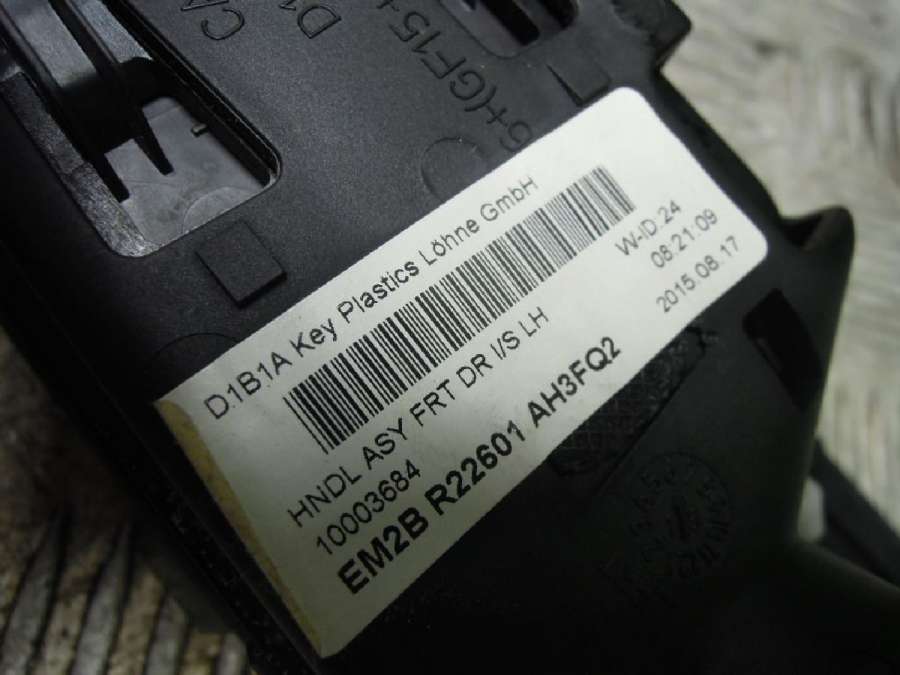 D1B1A Key Plastics Löhne GmbH
W-ID.24
08:21:09
2015.08.17
HNDL ASY FRT DR I/S LH
10003684
EM2B R22601 AH3FQ2